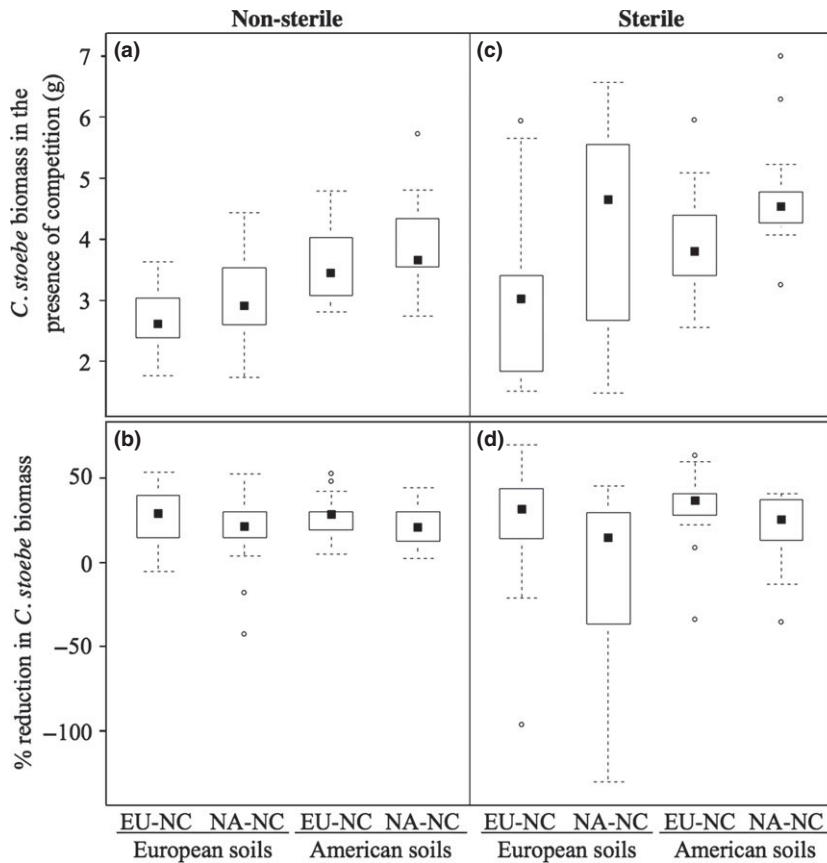 Non-sterile
Sterile
(a)
(c)
C. stoebe biomass in the
presence of competition (g)
7
6
5
4
3
2
(b)
(d)
% reduction in C. stoebe biomass
50
0
−50
−100
EU-NC NA-NC EU-NC NA-NC EU-NC NA-NC EU-NC NA-NC
European soils American soils European soils American soils